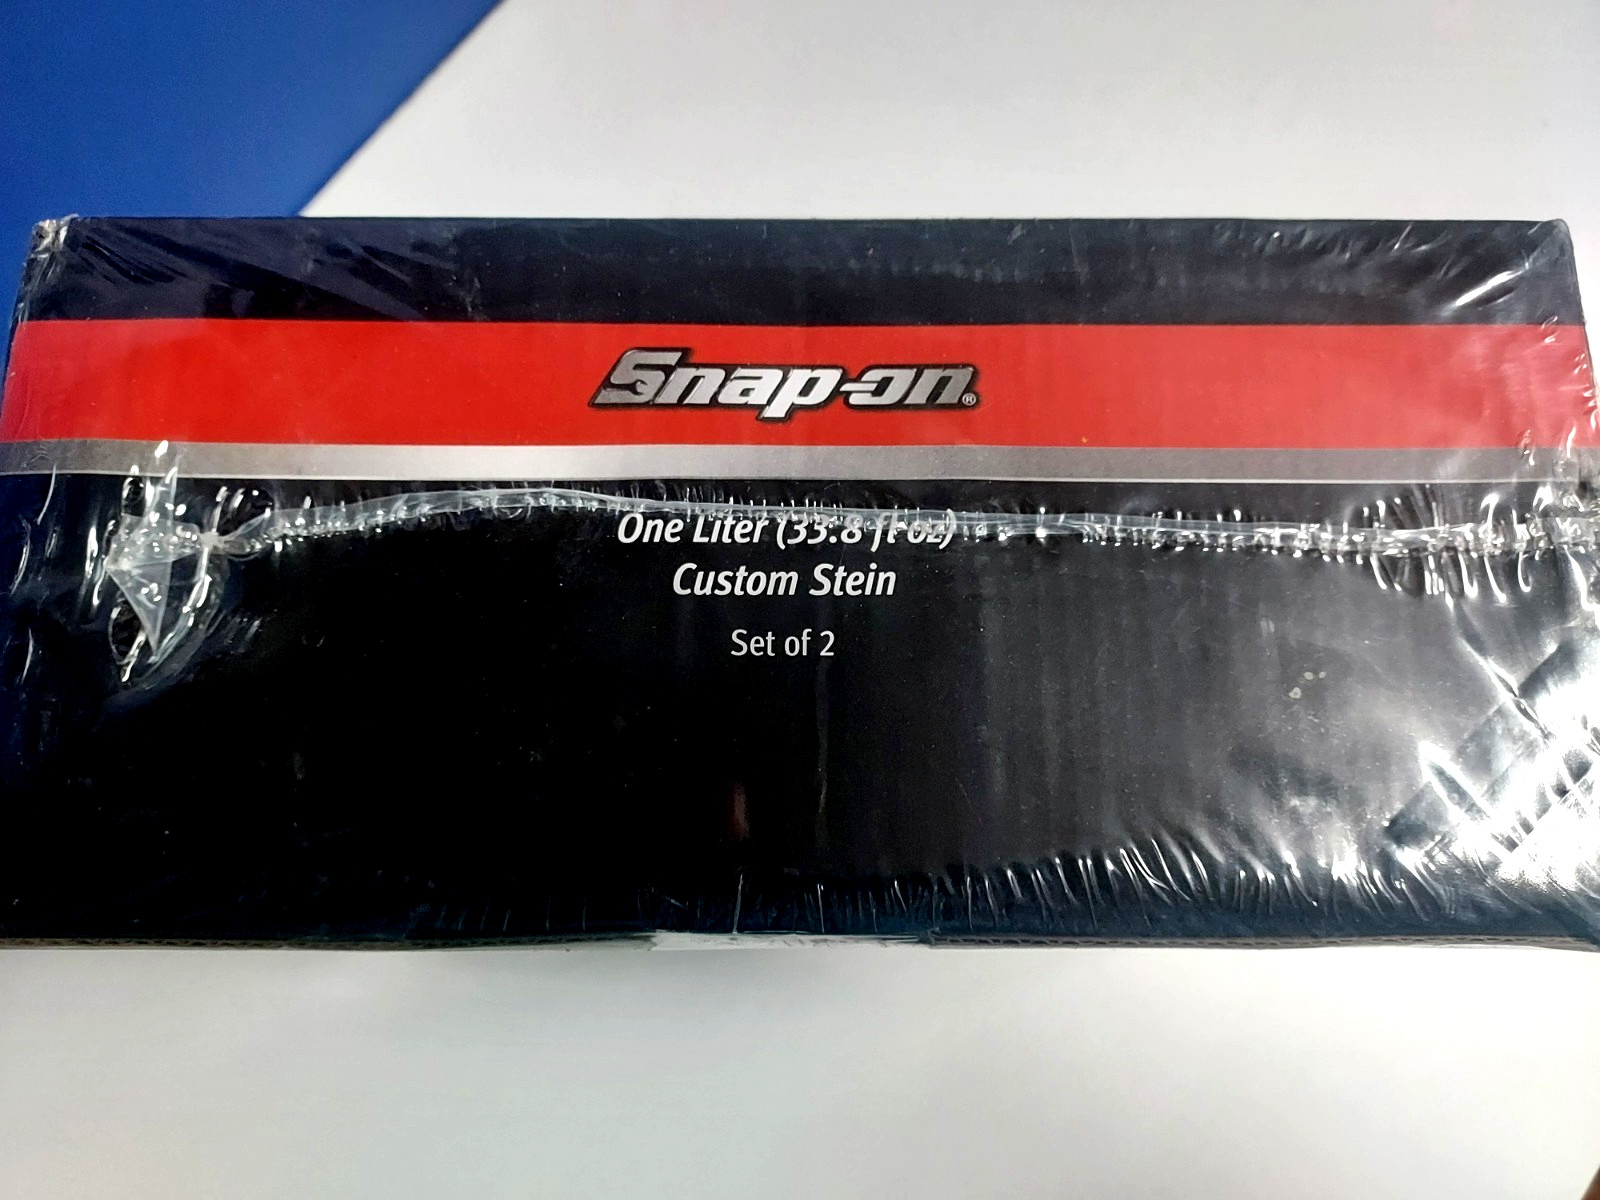 Snap-on®
One Liter (33.8 fl oz)
Custom Stein
Set of 2